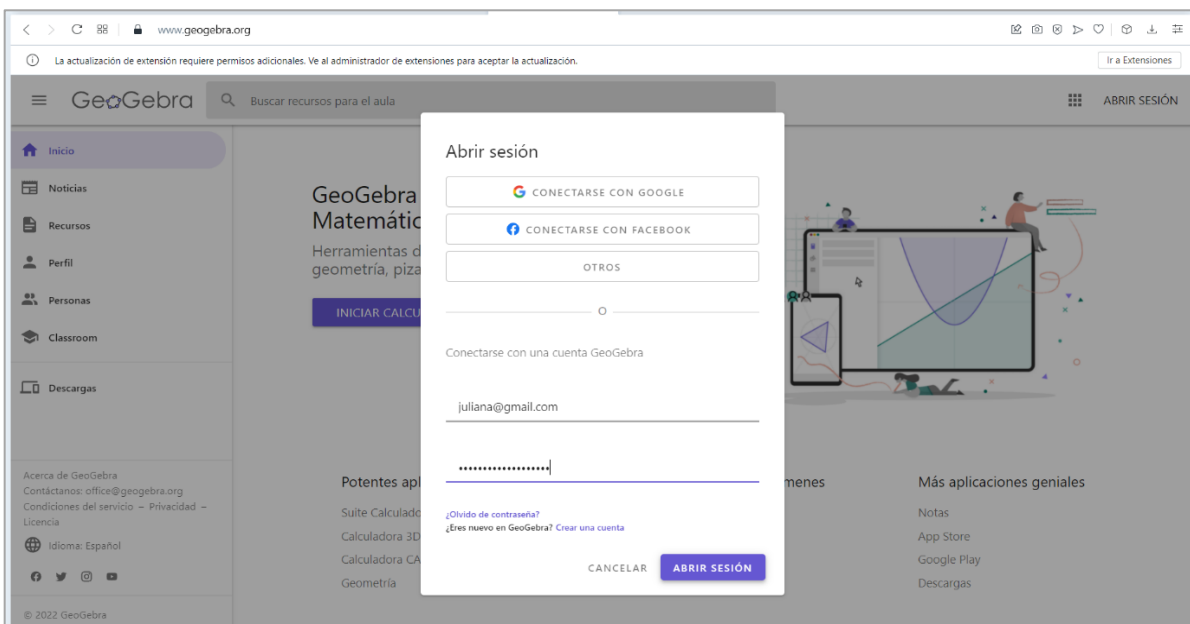 www.geogebra.org
La actualización de extensión requiere permisos adicionales. Ve al administrador de extensiones para aceptar la actualización.
Ir a Extensiones
GeoGebra
Buscar recursos para el aula
ABRIR SESIÓN
Inicio
Noticias
Recursos
Perfil
Personas
Classroom
Descargas
Acerca de GeoGebra
Contáctanos: office@geogebra.org
Condiciones del servicio – Privacidad –
Licencia
Idioma: Español
© 2022 GeoGebra
GeoGebra
Matemátic
Herramientas d
geometría, piza
INICIAR CALCU
Abrir sesión
CONECTARSE CON GOOGLE
CONECTARSE CON FACEBOOK
OTROS
O
Conectarse con una cuenta GeoGebra
juliana@gmail.com
•••••••••••••••••••
¿Olvido de contraseña?
¿Eres nuevo en GeoGebra? Crear una cuenta
CANCELAR
ABRIR SESIÓN
Potentes apl
Suite Calculado
Calculadora 3D
Calculadora CA
Geometría
menes
Más aplicaciones geniales
Notas
App Store
Google Play
Descargas